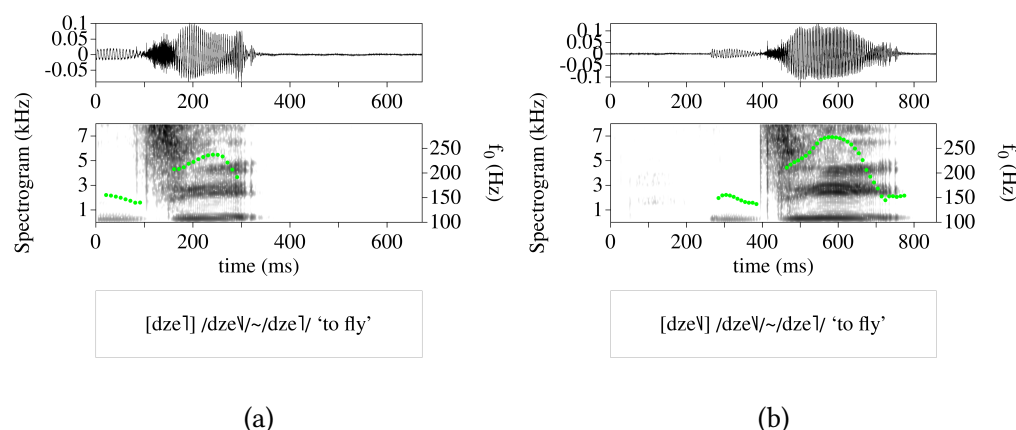 0.1
0.05
0
-0.05
0 200 400 600
Spectrogram (kHz)
7
5
3
1
250
200
150
100
f₀ (Hz)
0 200 400 600
time (ms)
[dze˥] /dze˥˩/~/dze˥/ ‘to fly’
(a)
0.1
0.05
0
-0.05
-0.1
0 200 400 600 800
Spectrogram (kHz)
7
5
3
1
250
200
150
100
f₀ (Hz)
0 200 400 600 800
time (ms)
[dze˥˩] /dze˥˩/~/dze˥/ ‘to fly’
(b)